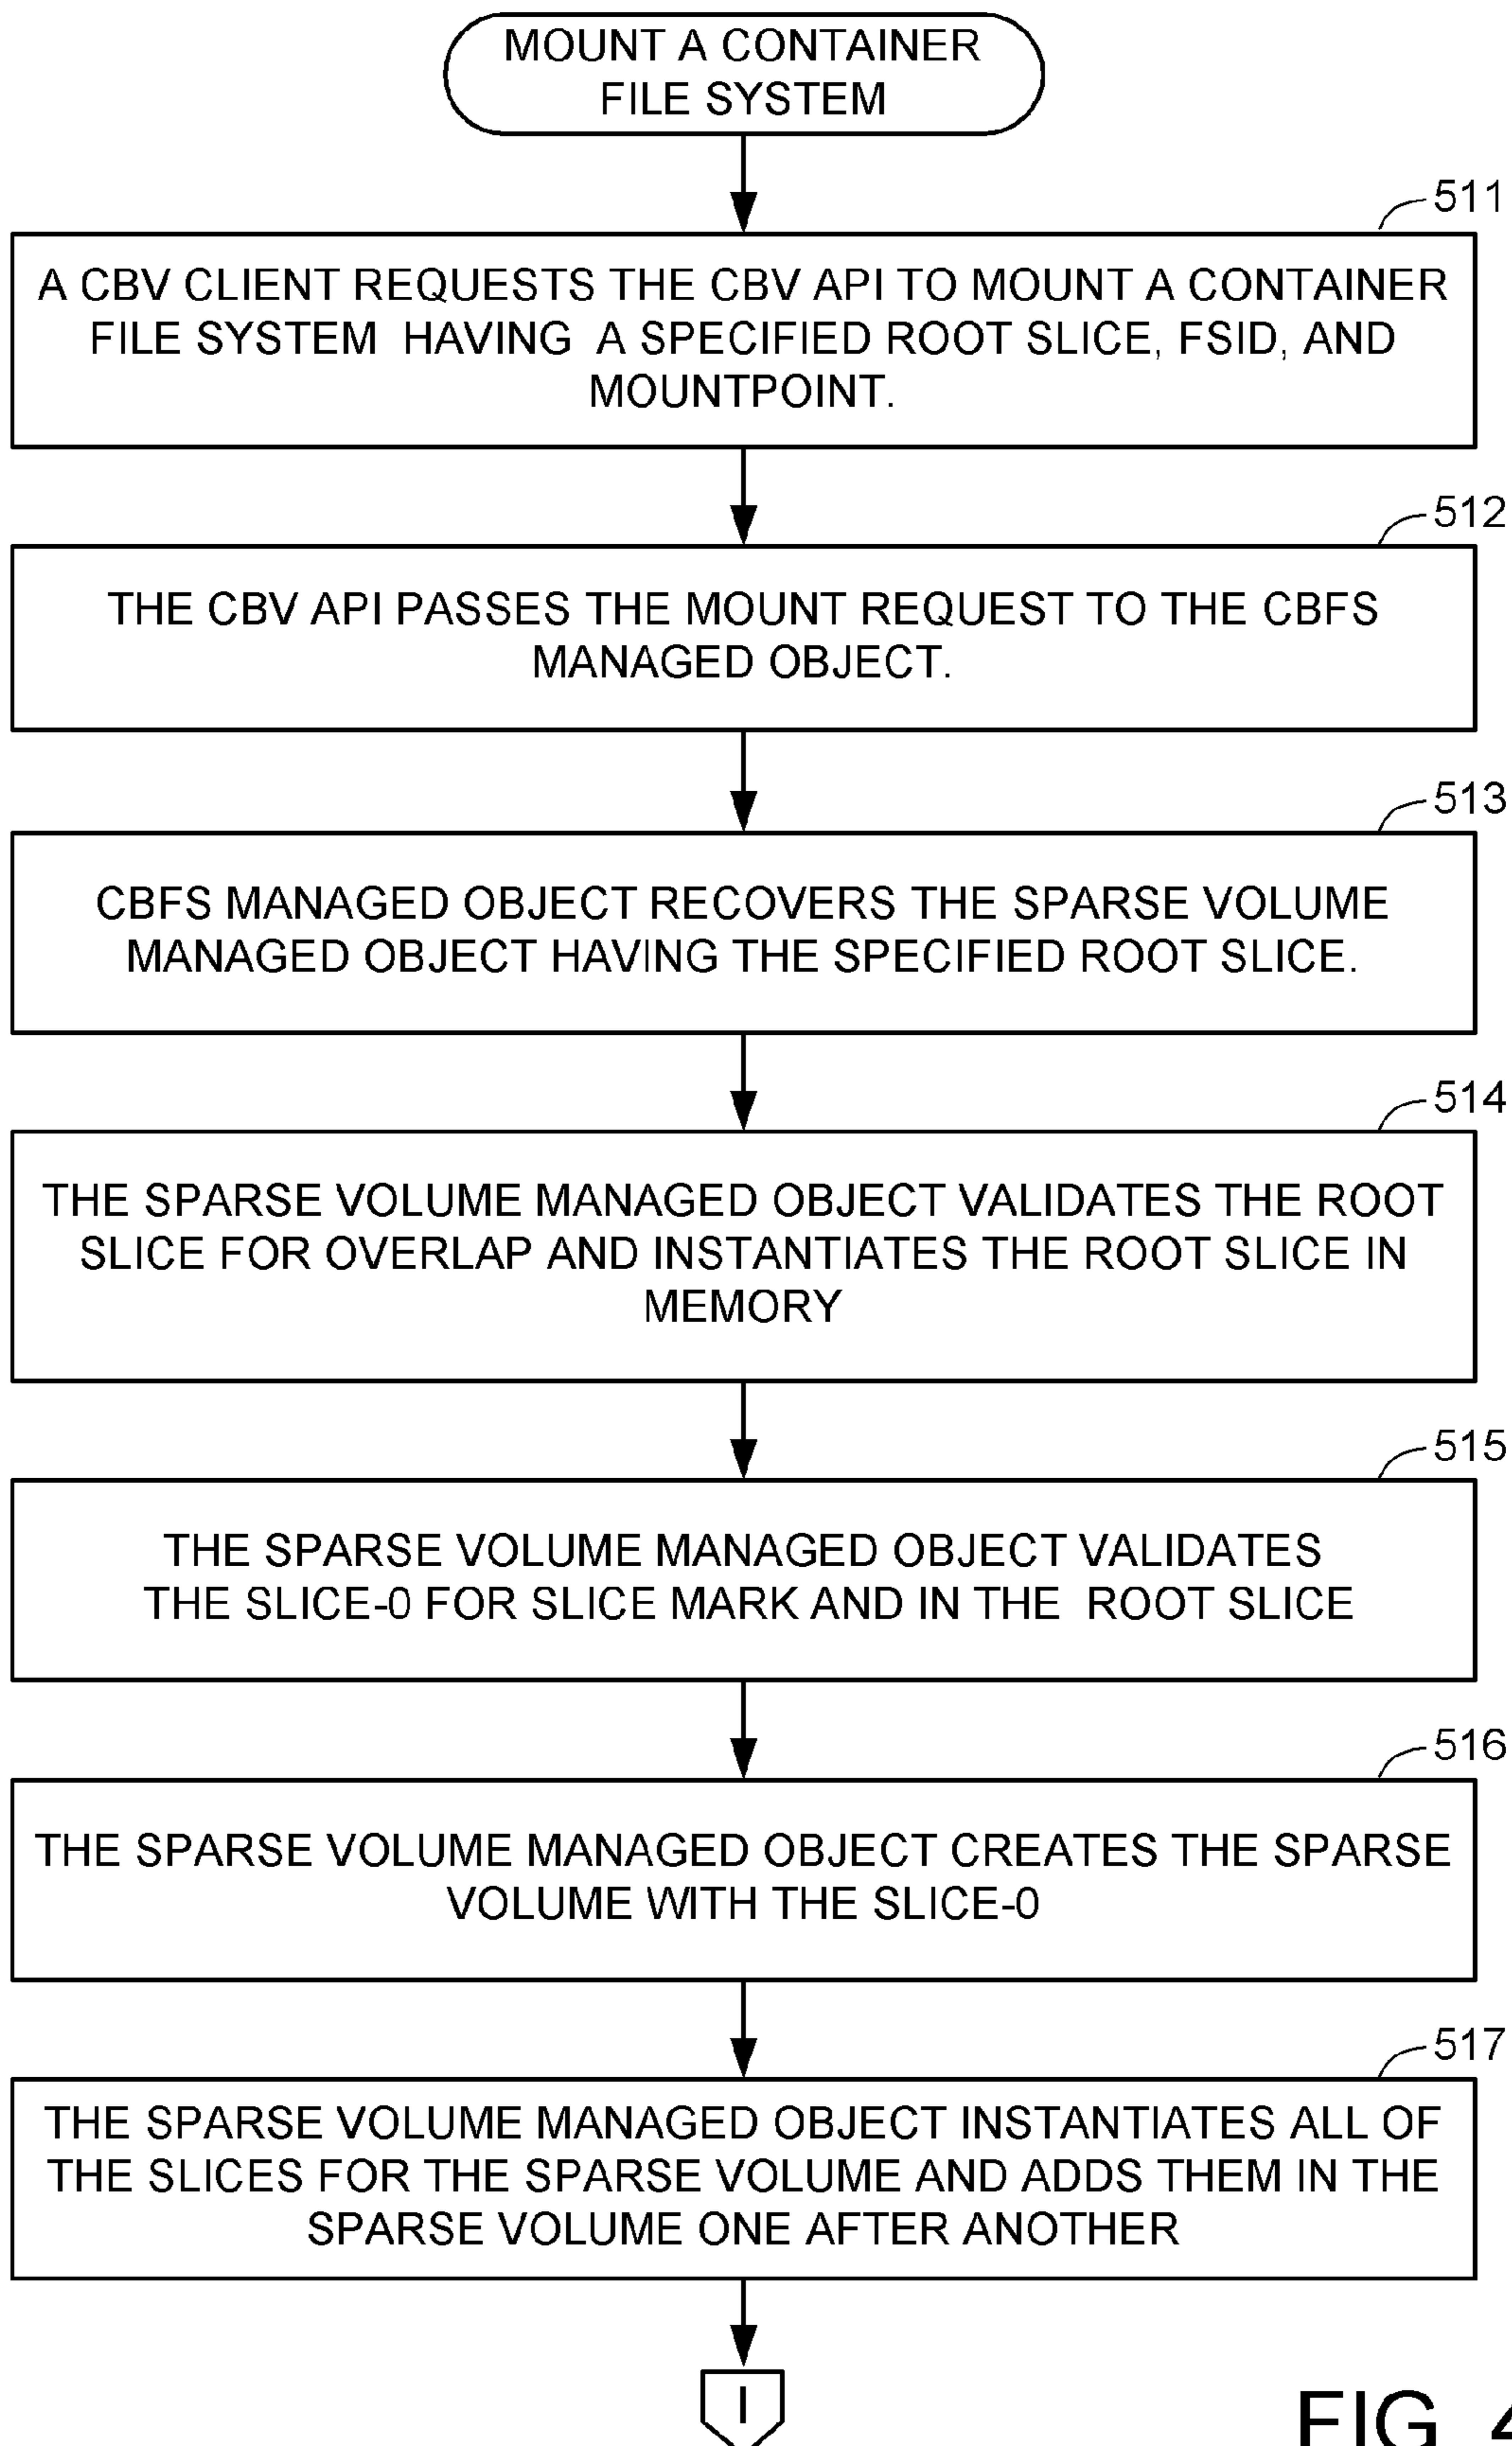 MOUNT A CONTAINER
FILE SYSTEM
511
A CBV CLIENT REQUESTS THE CBV API TO MOUNT A CONTAINER
FILE SYSTEM HAVING A SPECIFIED ROOT SLICE, FSID, AND
MOUNTPOINT.
512
THE CBV API PASSES THE MOUNT REQUEST TO THE CBFS
MANAGED OBJECT.
513
CBFS MANAGED OBJECT RECOVERS THE SPARSE VOLUME
MANAGED OBJECT HAVING THE SPECIFIED ROOT SLICE.
514
THE SPARSE VOLUME MANAGED OBJECT VALIDATES THE ROOT
SLICE FOR OVERLAP AND INSTANTIATES THE ROOT SLICE IN
MEMORY
515
THE SPARSE VOLUME MANAGED OBJECT VALIDATES
THE SLICE-0 FOR SLICE MARK AND IN THE ROOT SLICE
516
THE SPARSE VOLUME MANAGED OBJECT CREATES THE SPARSE
VOLUME WITH THE SLICE-0
517
THE SPARSE VOLUME MANAGED OBJECT INSTANTIATES ALL OF
THE SLICES FOR THE SPARSE VOLUME AND ADDS THEM IN THE
SPARSE VOLUME ONE AFTER ANOTHER
I
FIG.